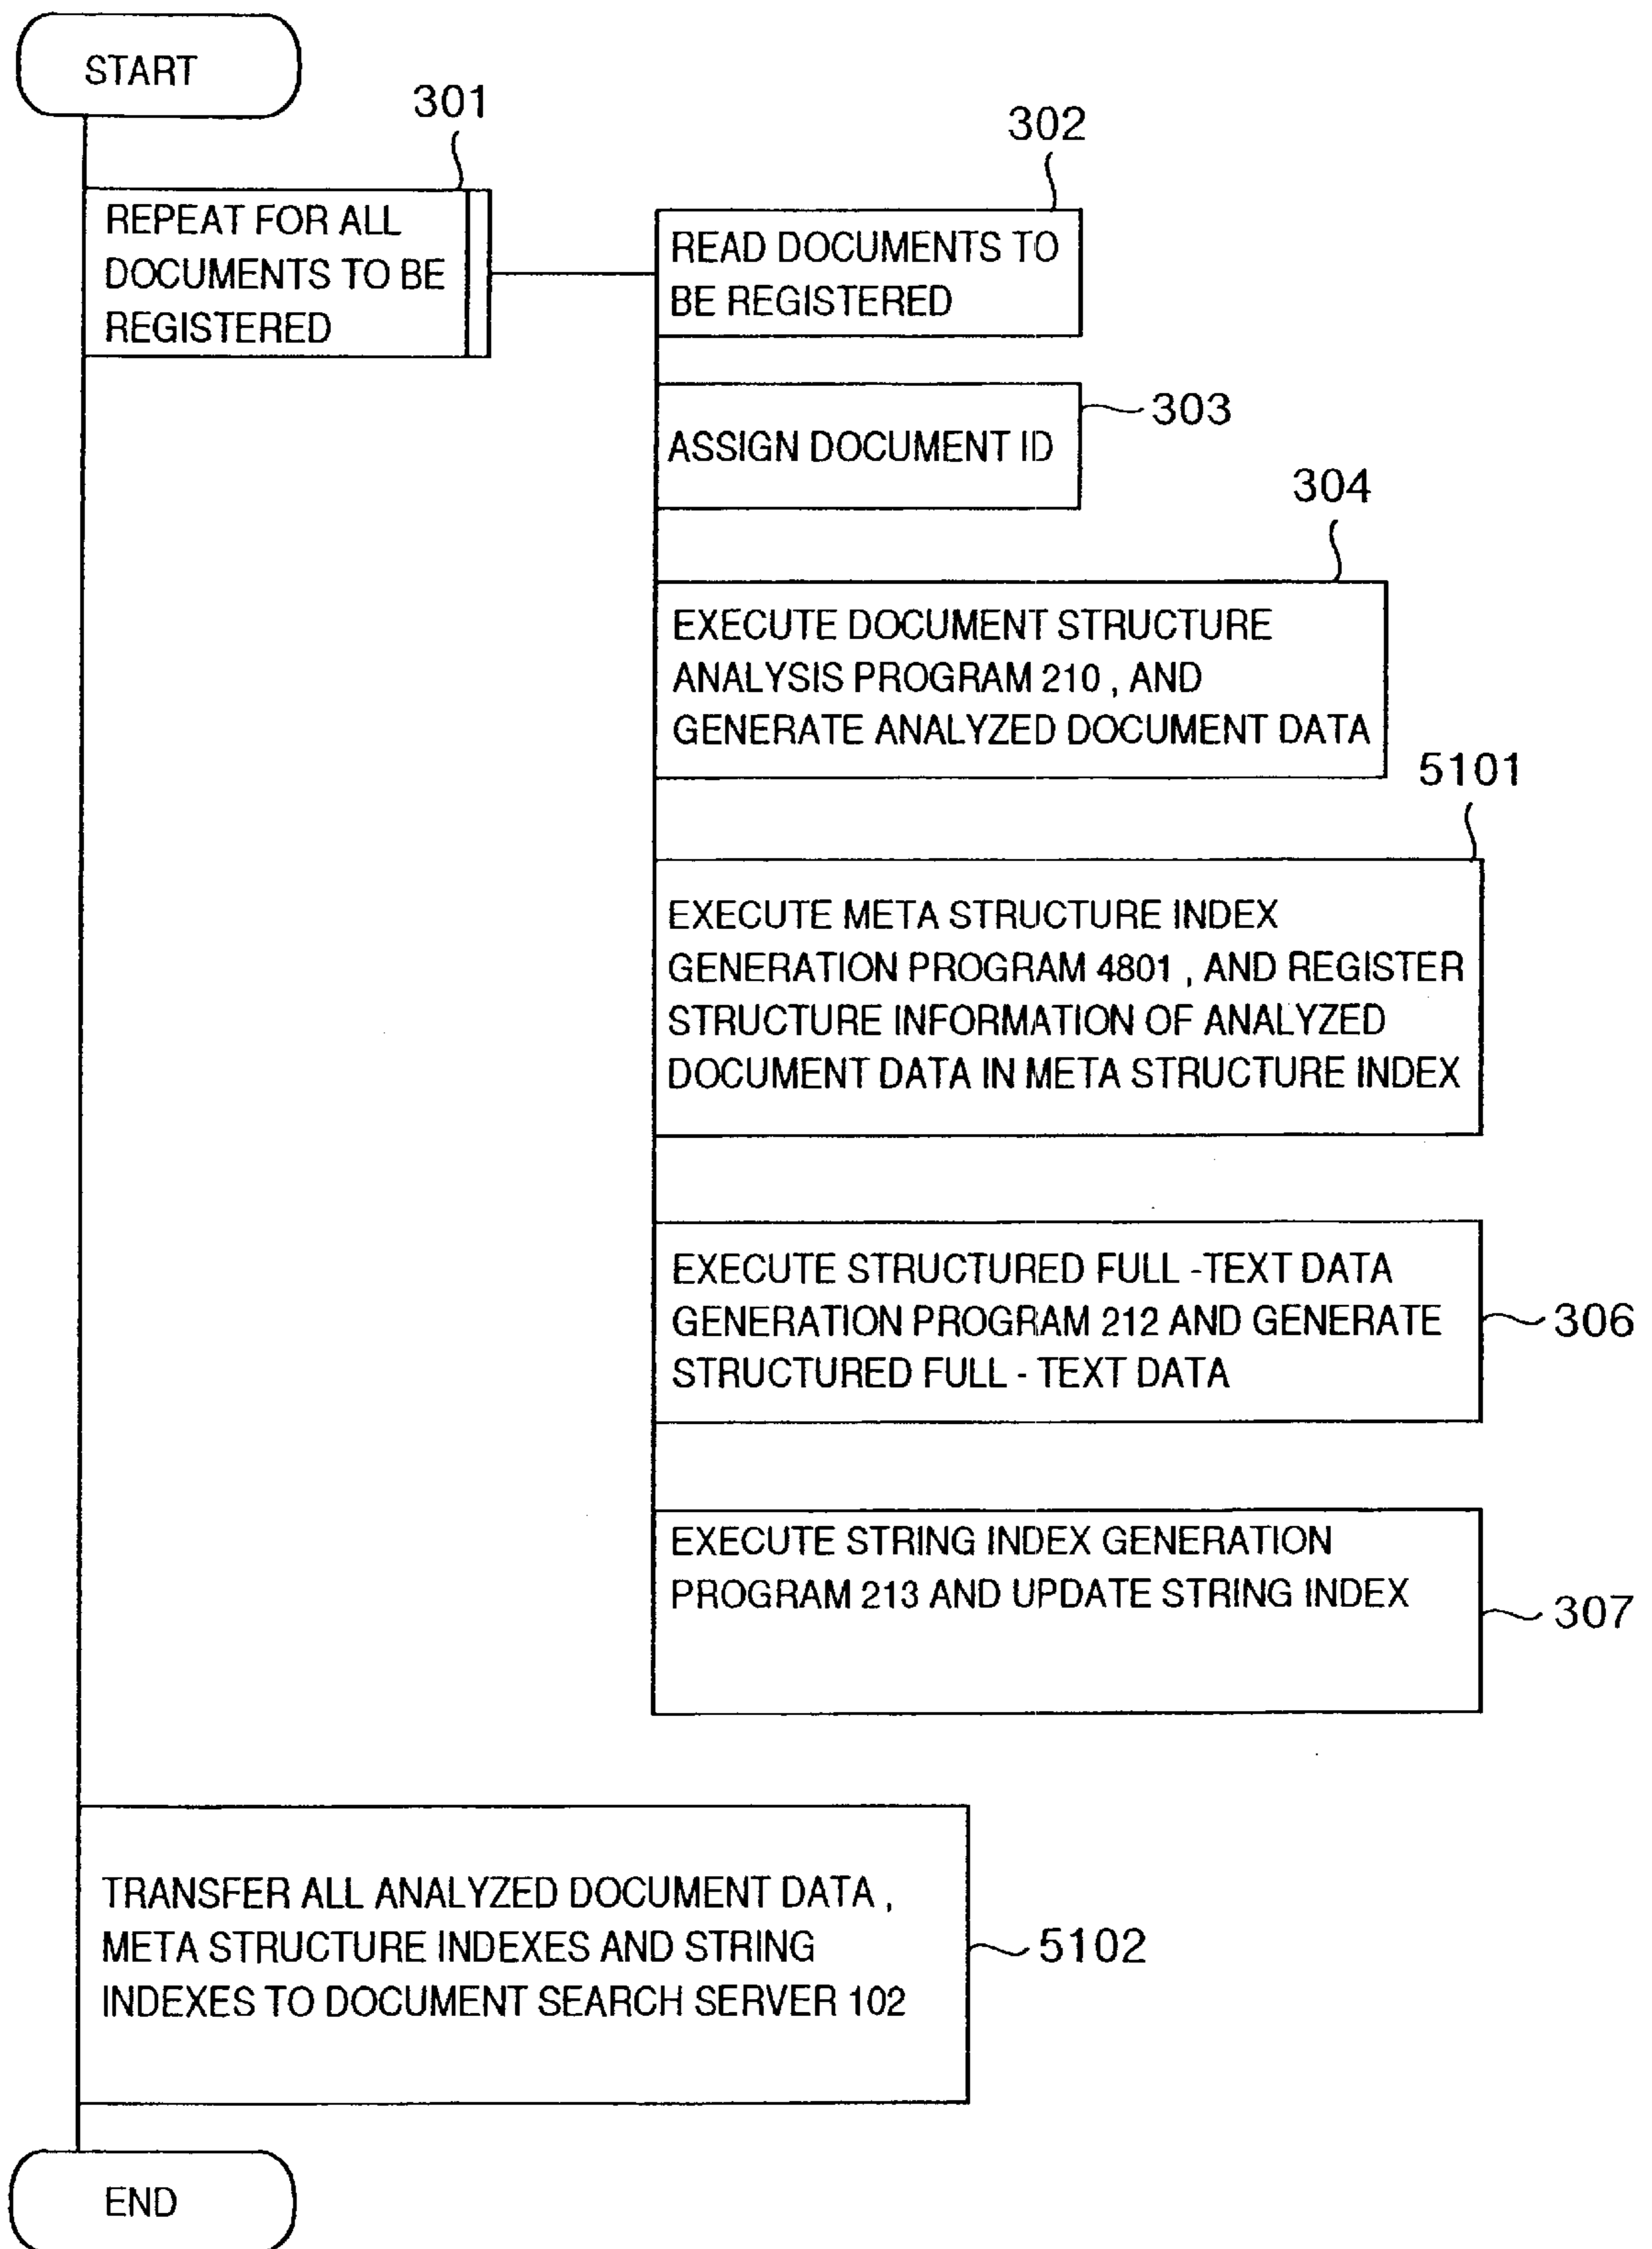 START
301
REPEAT FOR ALL
DOCUMENTS TO BE
REGISTERED
302
READ DOCUMENTS TO
BE REGISTERED
303
ASSIGN DOCUMENT ID
304
EXECUTE DOCUMENT STRUCTURE
ANALYSIS PROGRAM 210 , AND
GENERATE ANALYZED DOCUMENT DATA
5101
EXECUTE META STRUCTURE INDEX
GENERATION PROGRAM 4801 , AND REGISTER
STRUCTURE INFORMATION OF ANALYZED
DOCUMENT DATA IN META STRUCTURE INDEX
EXECUTE STRUCTURED FULL -TEXT DATA
GENERATION PROGRAM 212 AND GENERATE
STRUCTURED FULL - TEXT DATA
306
EXECUTE STRING INDEX GENERATION
PROGRAM 213 AND UPDATE STRING INDEX
307
TRANSFER ALL ANALYZED DOCUMENT DATA ,
META STRUCTURE INDEXES AND STRING
INDEXES TO DOCUMENT SEARCH SERVER 102
5102
END